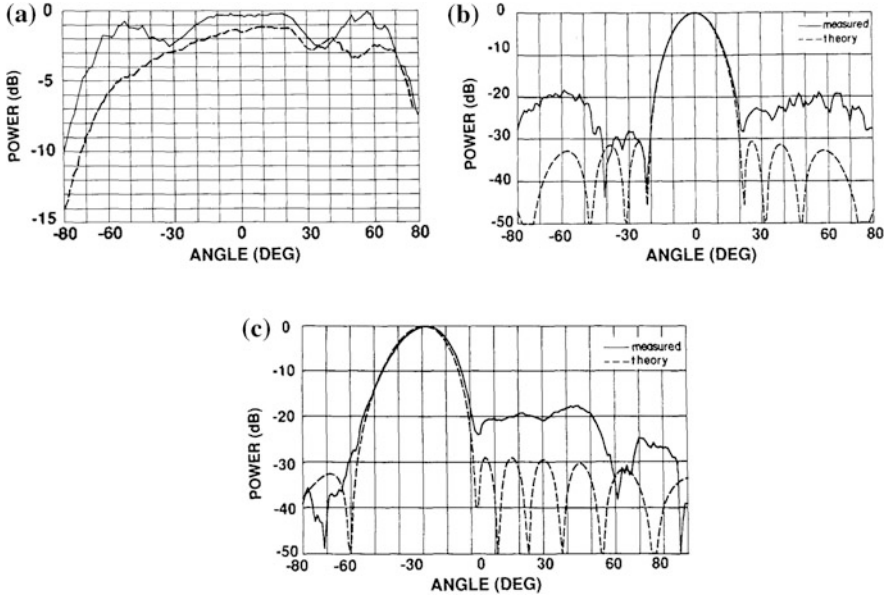 (a)
0
-5
-10
-15
POWER (dB)
-80 -60 -30 0 30 60 80
ANGLE (DEG)
(b)
0
-10
-20
-30
-40
-50
POWER (dB)
measured
theory
-80 -60 -30 0 30 60 80
ANGLE (DEG)
(c)
0
-10
-20
-30
-40
-50
POWER (dB)
measured
theory
-80 -60 -30 0 30 60 80
ANGLE (DEG)